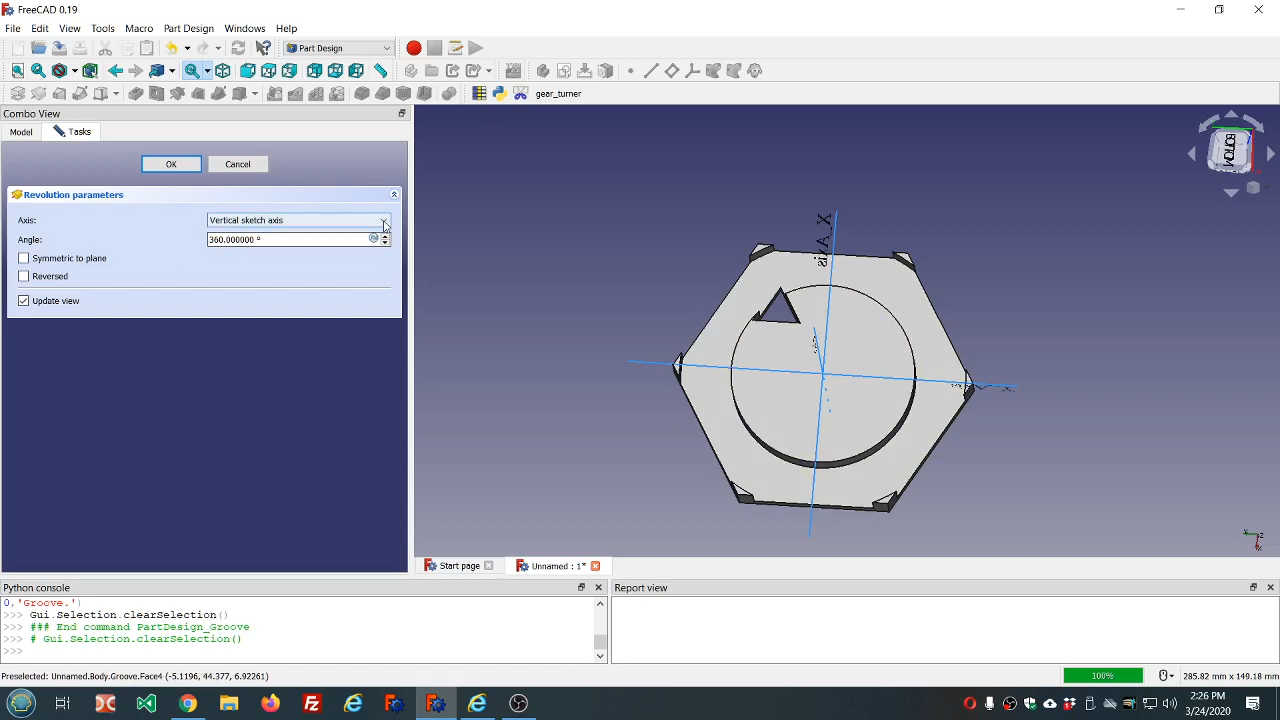 FreeCAD 0.19
File Edit View Tools Macro Part Design Windows Help
Part Design
gear_turner
Combo View
Model Tasks
OK Cancel
Revolution parameters
Axis: Vertical sketch axis
Angle: 360.000000 °
Symmetric to plane
Reversed
Update view
BOTTOM
X_Axis
Start page Unnamed : 1*
Python console
0,'Groove.')
>>> Gui.Selection.clearSelection()
>>> ### End command PartDesign_Groove
>>> # Gui.Selection.clearSelection()
>>>
Report view
Preselected: Unnamed.Body.Groove.Face4 (-5.1196, 44.377, 6.92261)
100%
285.82 mm x 149.18 mm
2:26 PM
3/24/2020